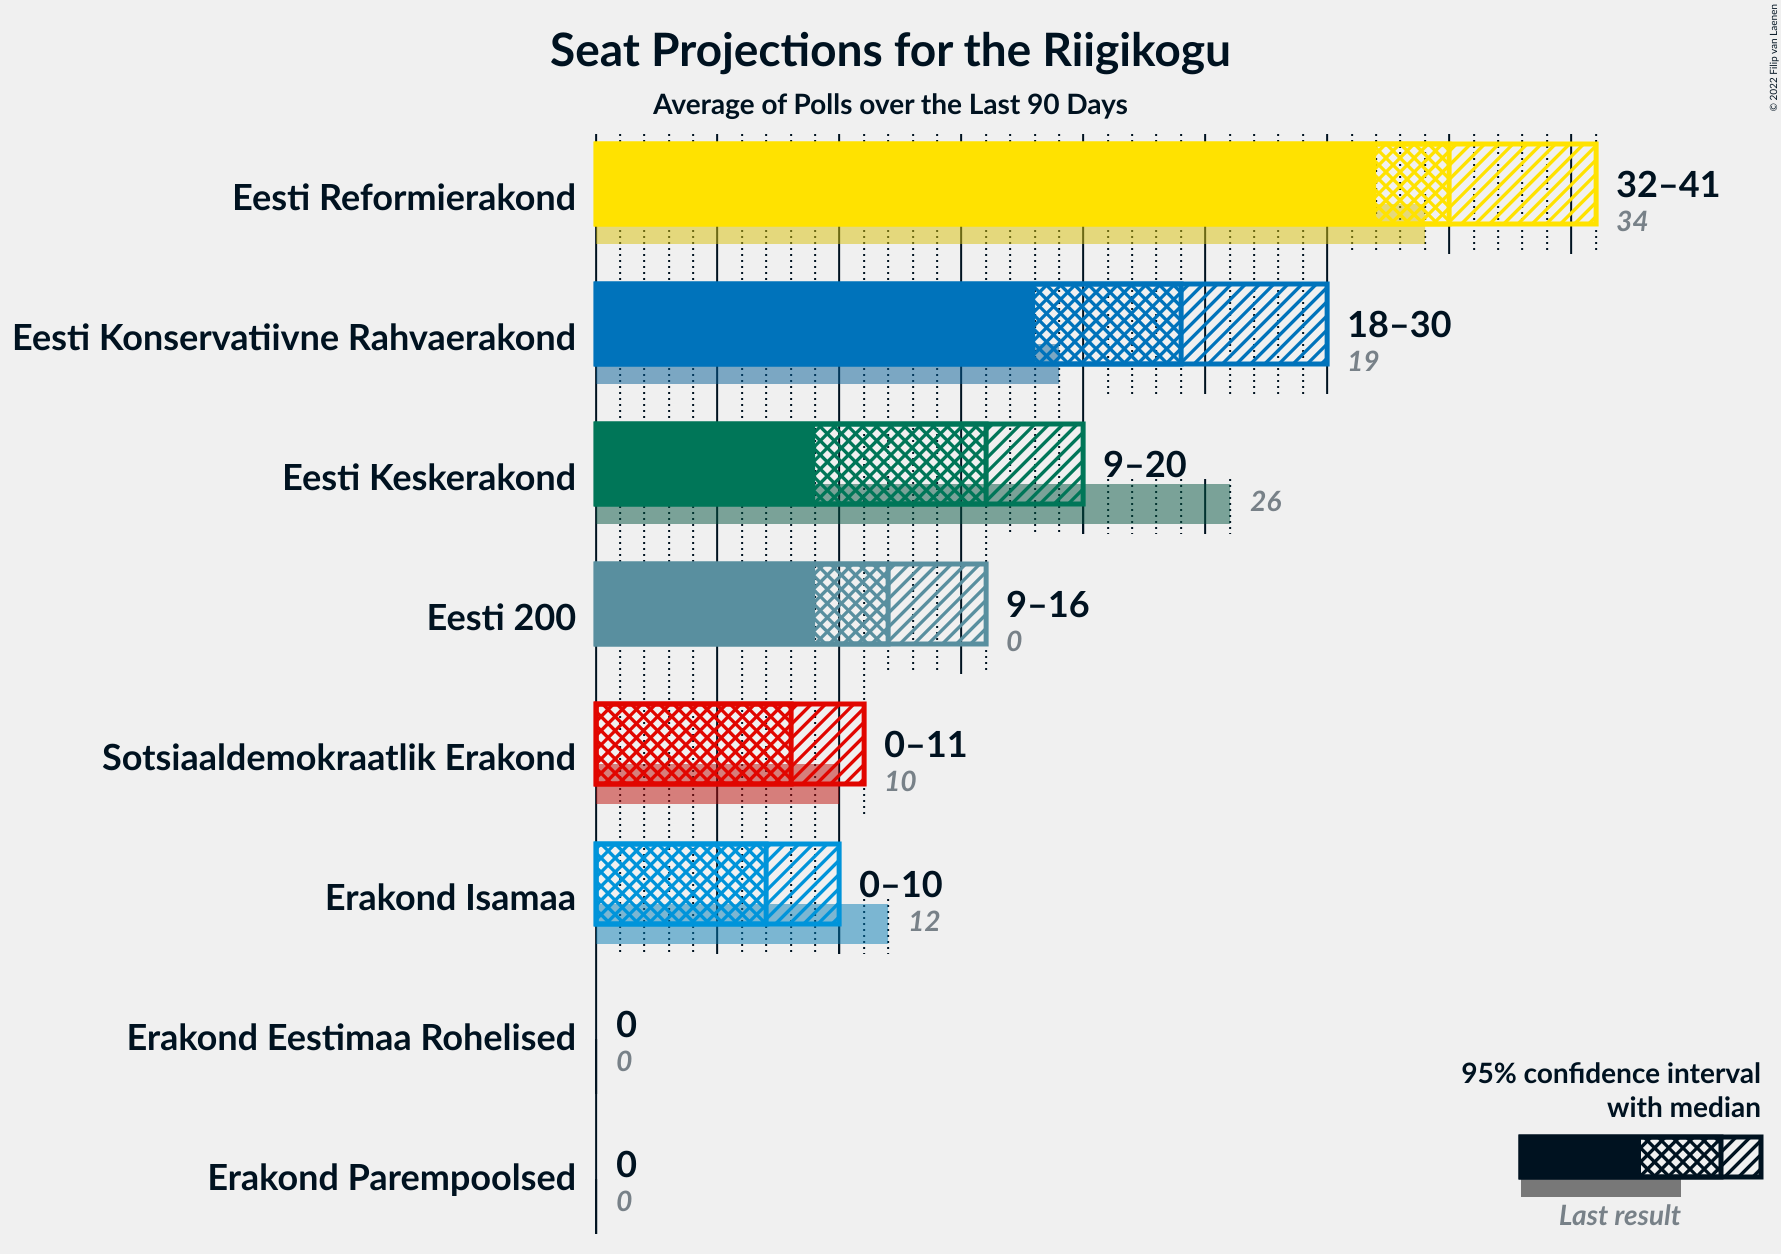 Seat Projections for the Riigikogu
Average of Polls over the Last 90 Days
© 2022 Filip van Laenen
Eesti Reformierakond
32–41
34
Eesti Konservatiivne Rahvaerakond
18–30
19
Eesti Keskerakond
9–20
26
Eesti 200
9–16
0
Sotsiaaldemokraatlik Erakond
0–11
10
Erakond Isamaa
0–10
12
Erakond Eestimaa Rohelised
0
0
Erakond Parempoolsed
0
0
95% confidence interval
with median
Last result